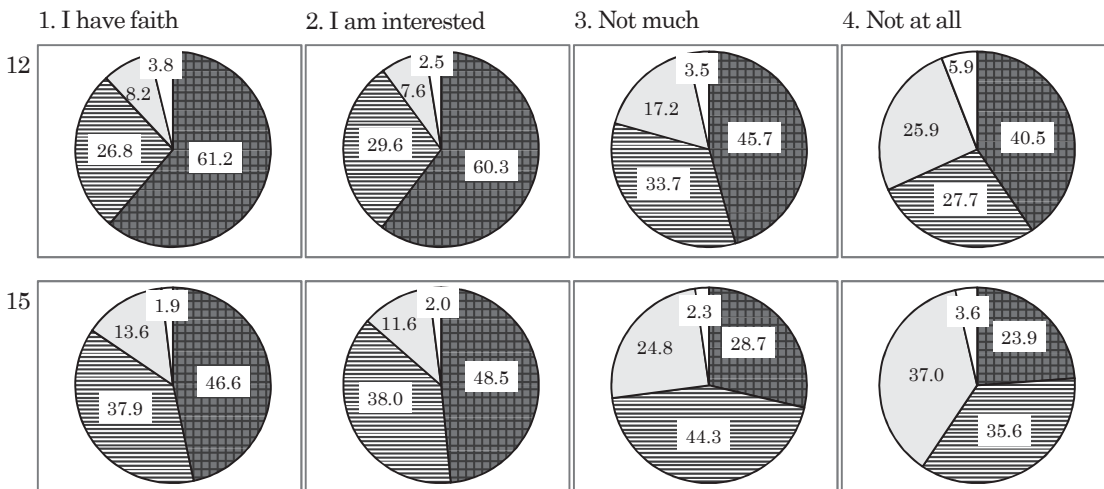 1. I have faith 2. I am interested 3. Not much 4. Not at all
12
3.8 2.5 3.5 5.9
8.2 7.6 17.2 25.9
26.8 61.2 29.6 60.3 33.7 45.7 27.7 40.5
15
1.9 2.0 2.3 3.6
13.6 11.6 24.8 28.7 37.0 23.9
37.9 46.6 38.0 48.5 44.3 35.6